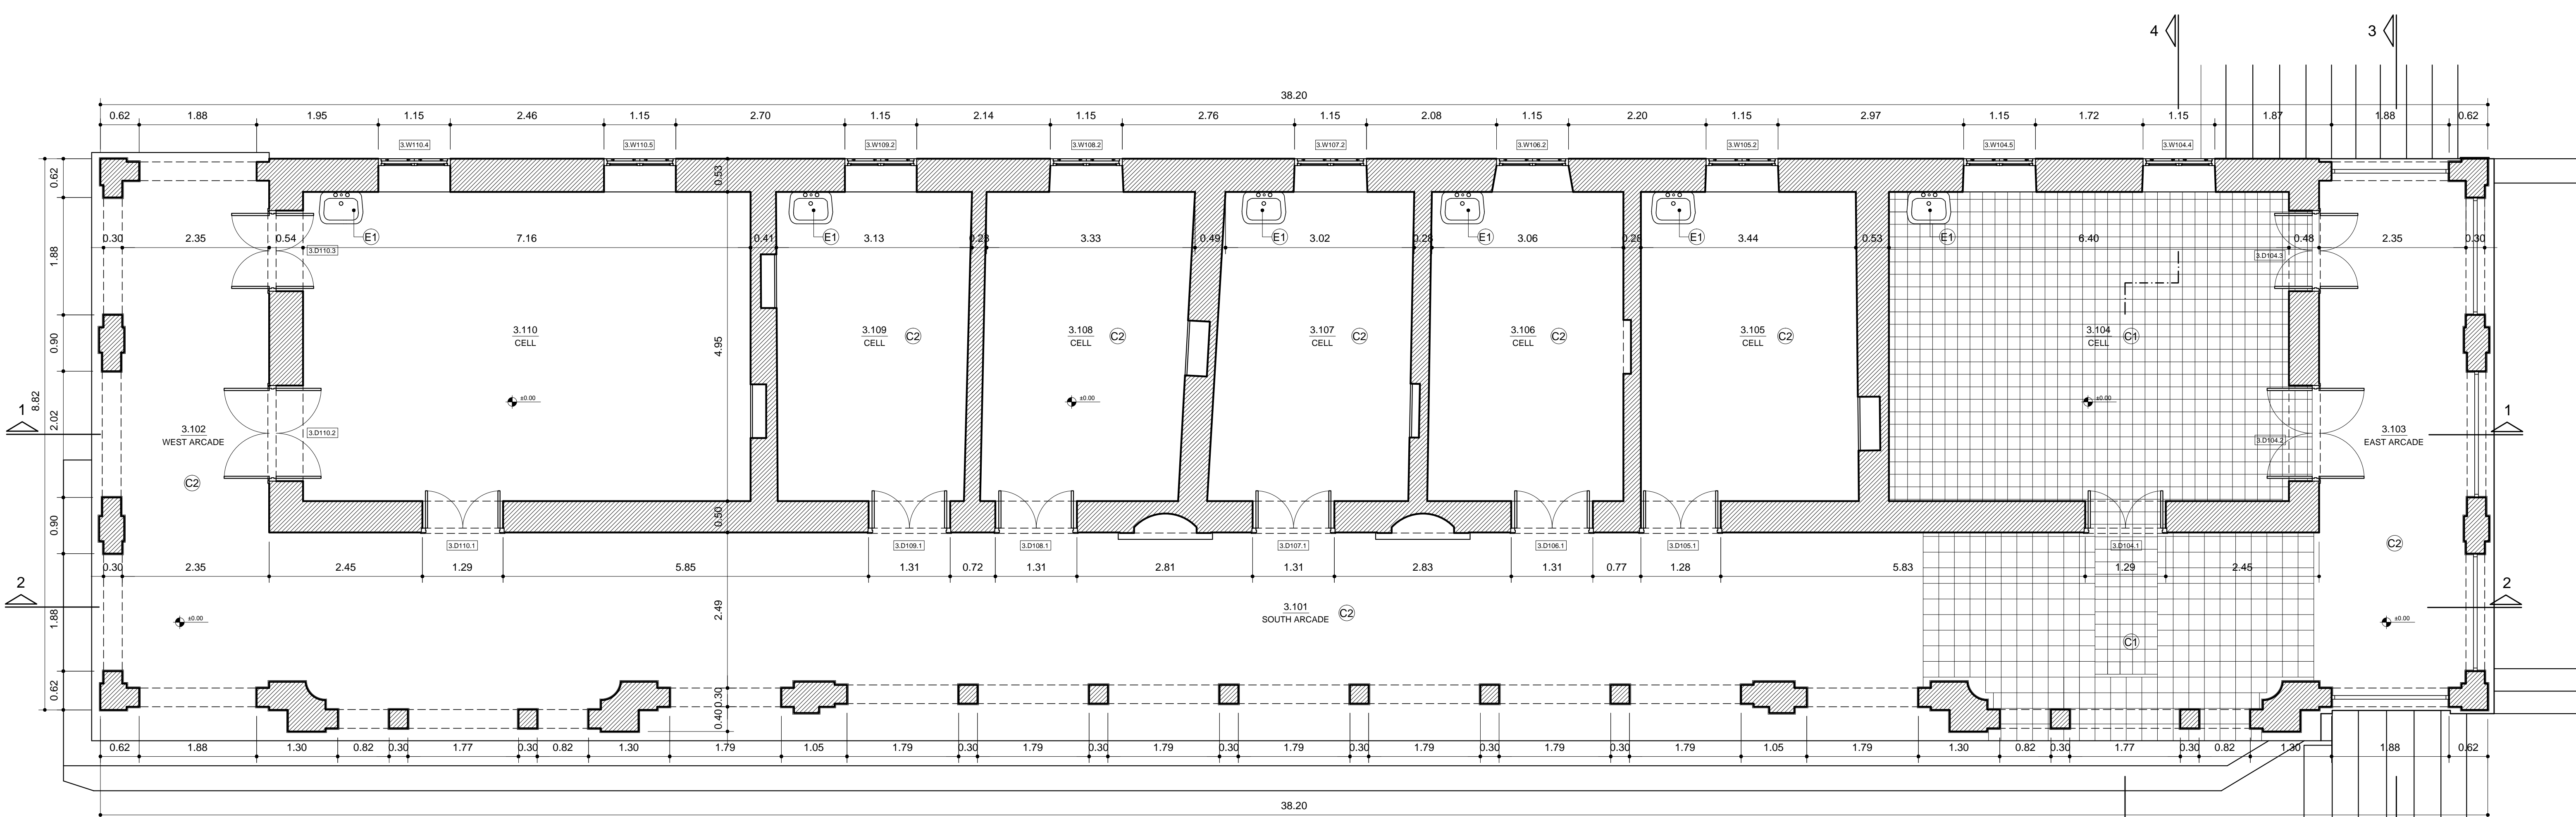 4
3
38.20
0.62 1.88 1.95 1.15 2.46 1.15 2.70 1.15 2.14 1.15 2.76 1.15 2.08 1.15 2.20 1.15 2.97 1.15 1.72 1.15 1.87 1.88 0.62
3.W110.4 3.W110.5 3.W109.2 3.W108.2 3.W107.2 3.W106.2 3.W105.2 3.W104.5 3.W104.4
0.62
0.53
E1 E1 E1 E1 E1 E1
0.30 2.35 0.54 7.16 0.41 3.13 0.23 3.33 0.49 3.02 0.28 3.06 0.28 3.44 0.53 6.40 0.48 2.35 0.30
3.D110.3
3.D104.3
1.88
0.90
4.95
3.110
CELL
3.109
CELL
C2
3.108
CELL
C2
3.107
CELL
C2
3.106
CELL
C2
3.105
CELL
C2
3.104
CELL
C1
±0.00
±0.00
±0.00
8.82
2.02
1
1
3.102
WEST ARCADE
C2
3.D110.2
3.D104.2
3.103
EAST ARCADE
C2
0.90
0.50
3.D110.1 3.D109.1 3.D108.1 3.D107.1 3.D106.1 3.D105.1 3.D104.1
0.30 2.35 2.45 1.29 5.85 1.31 0.72 1.31 2.81 1.31 2.83 1.31 0.77 1.28 5.83 1.29 2.45
2
2
1.88
2.49
±0.00
3.101
SOUTH ARCADE
C2
C1
±0.00
0.62
0.30
0.40
0.62 1.88 1.30 0.82 0.30 1.77 0.30 0.82 1.30 1.79 1.05 1.79 0.30 1.79 0.30 1.79 0.30 1.79 0.30 1.79 0.30 1.79 0.30 1.79 1.05 1.79 1.30 0.82 0.30 1.77 0.30 0.82 1.30 1.88 0.62
38.20